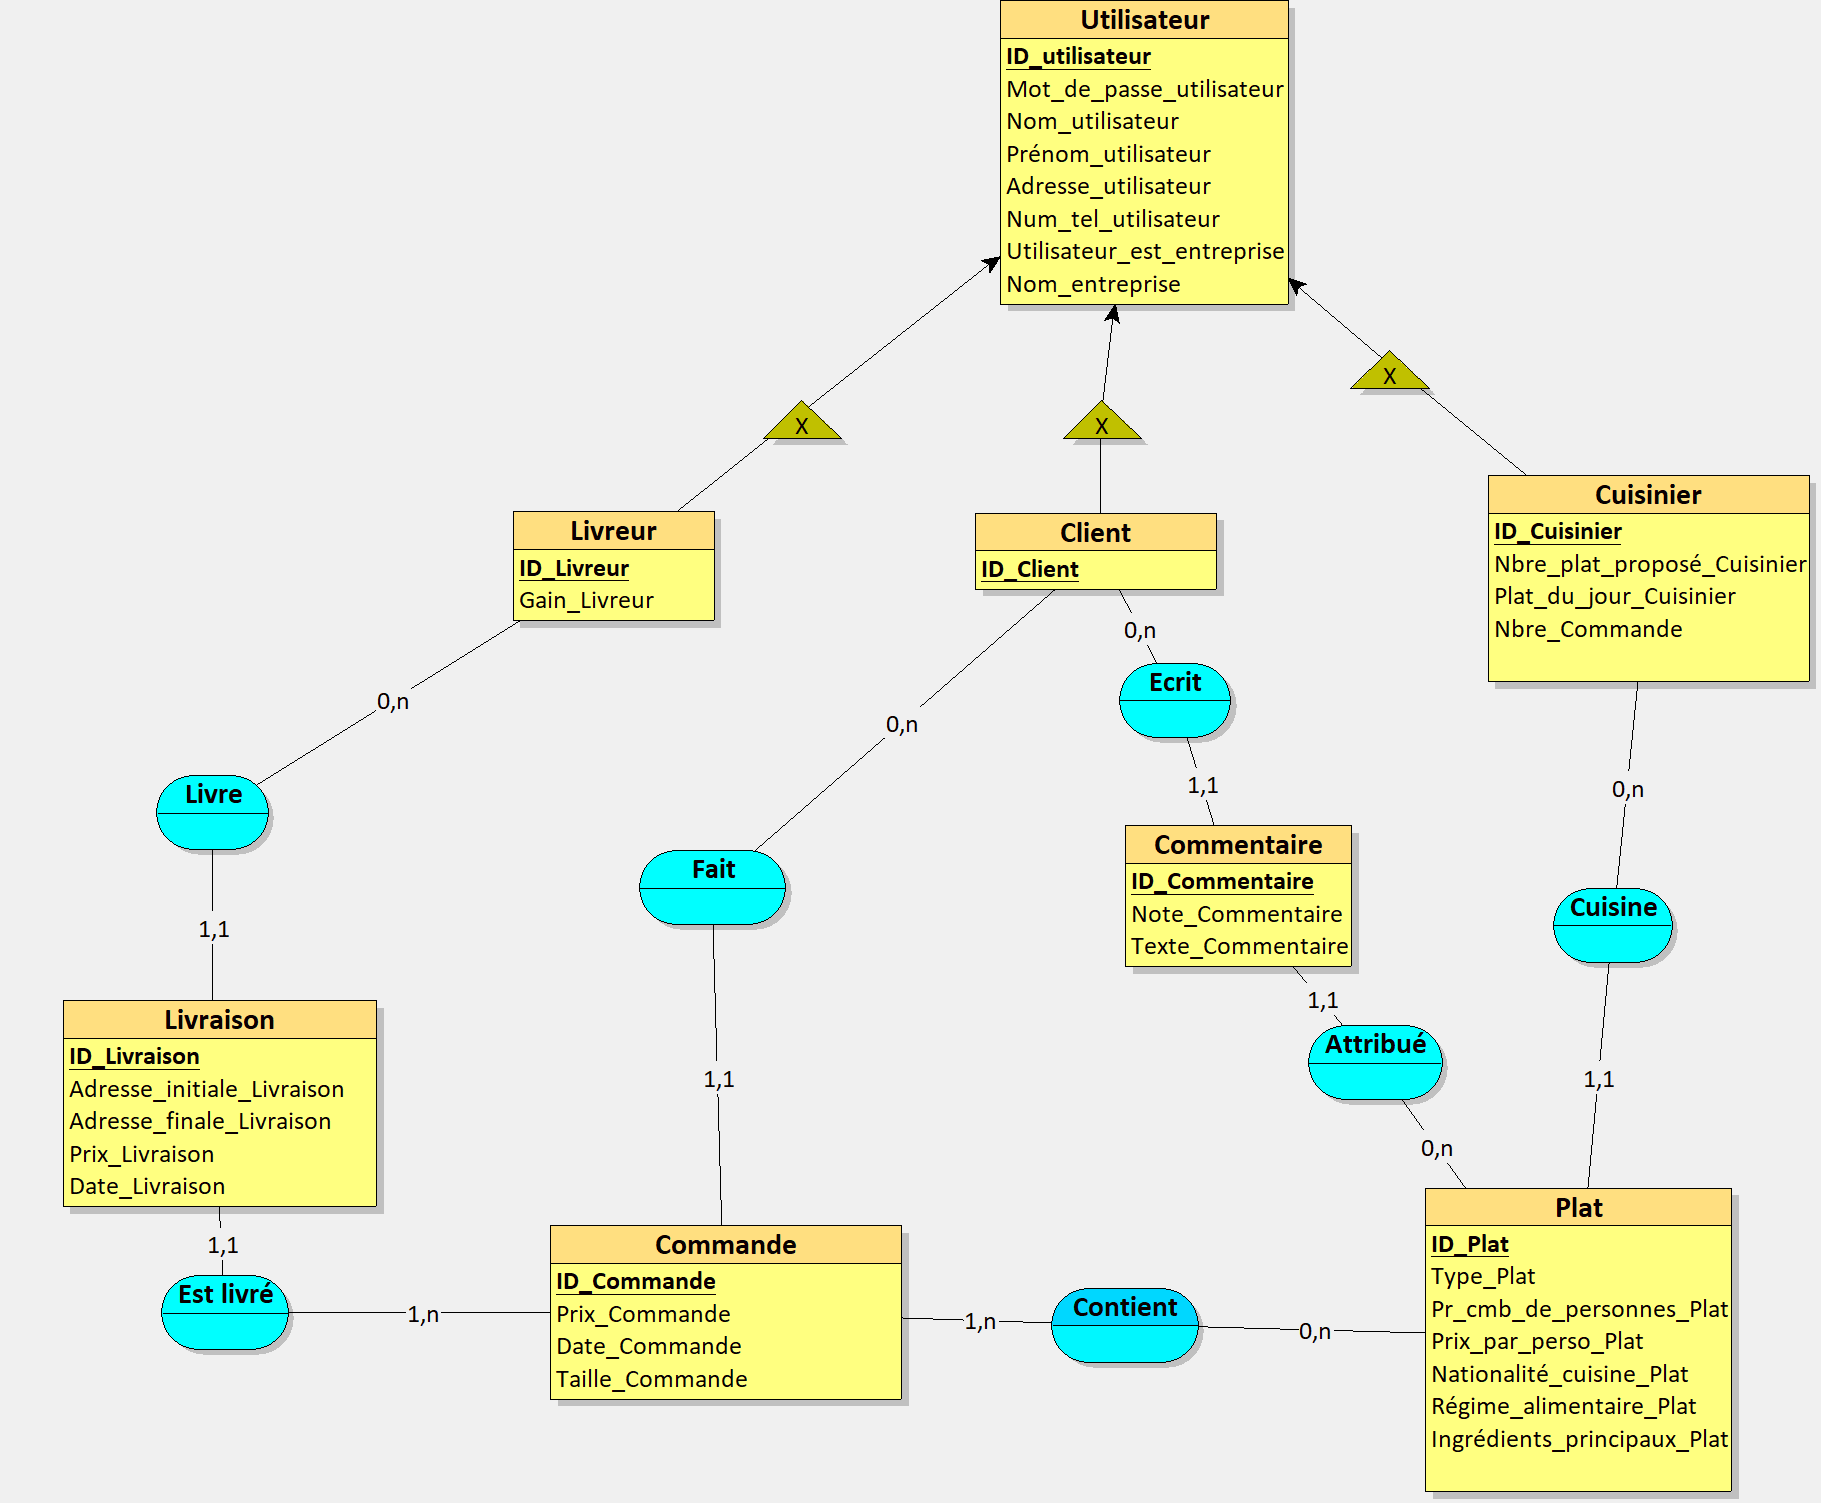 Utilisateur
ID_utilisateur
Mot_de_passe_utilisateur
Nom_utilisateur
Prénom_utilisateur
Adresse_utilisateur
Num_tel_utilisateur
Utilisateur_est_entreprise
Nom_entreprise
X
X
X
Livreur
ID_Livreur
Gain_Livreur
Client
ID_Client
Cuisinier
ID_Cuisinier
Nbre_plat_proposé_Cuisinier
Plat_du_jour_Cuisinier
Nbre_Commande
0,n
0,n
0,n
0,n
Ecrit
1,1
Livre
1,1
Fait
1,1
Commentaire
ID_Commentaire
Note_Commentaire
Texte_Commentaire
Cuisine
1,1
1,1
Attribué
0,n
Livraison
ID_Livraison
Adresse_initiale_Livraison
Adresse_finale_Livraison
Prix_Livraison
Date_Livraison
1,1
Est livré
1,n
Commande
ID_Commande
Prix_Commande
Date_Commande
Taille_Commande
1,n
Contient
0,n
Plat
ID_Plat
Type_Plat
Pr_cmb_de_personnes_Plat
Prix_par_perso_Plat
Nationalité_cuisine_Plat
Régime_alimentaire_Plat
Ingrédients_principaux_Plat